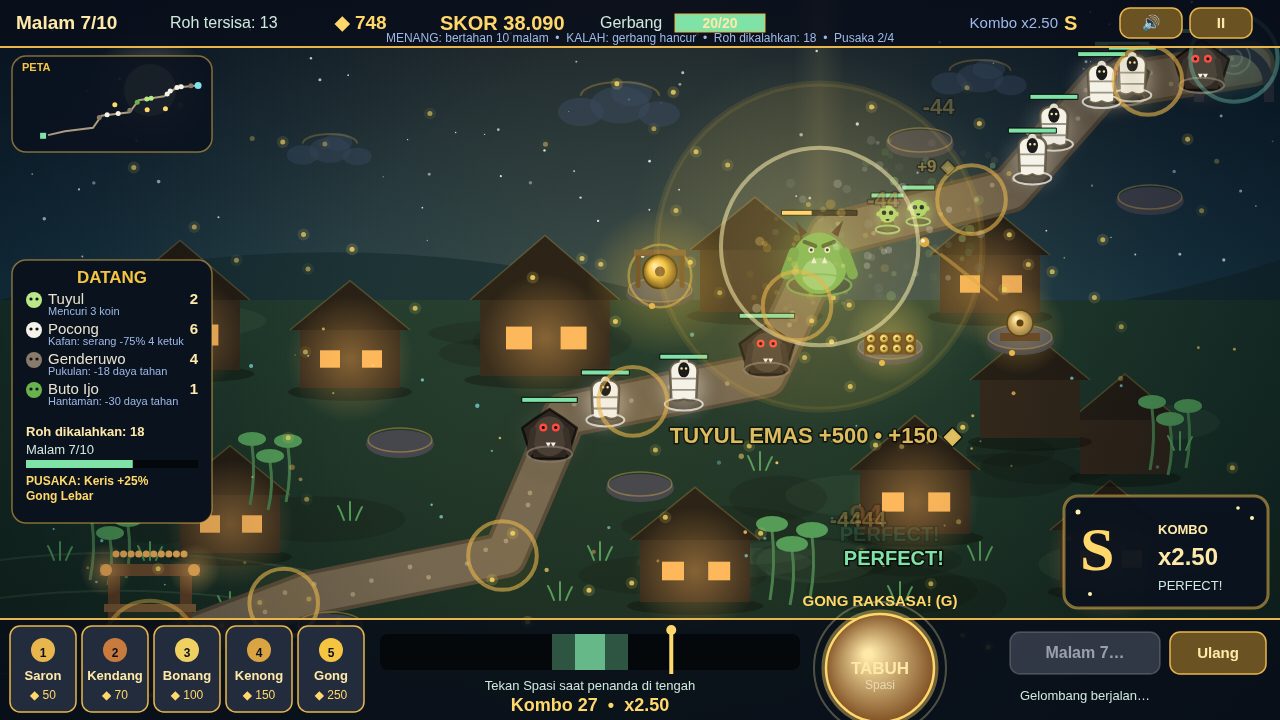 Malam 7/10
Roh tersisa: 13
◆ 748
SKOR 38.090
Gerbang
20/20
Kombo x2.50 S
MENANG: bertahan 10 malam • KALAH: gerbang hancur • Roh dikalahkan: 18 • Pusaka 2/4
PETA
-44
+9 ◆
-44
DATANG
Tuyul 2
Mencuri 3 koin
Pocong 6
Kafan: serang -75% 4 ketuk
Genderuwo 4
Pukulan: -18 daya tahan
Buto Ijo 1
Hantaman: -30 daya tahan
Roh dikalahkan: 18
Malam 7/10
PUSAKA: Keris +25%
Gong Lebar
TUYUL EMAS +500 • +150 ◆
PERFECT!
PERFECT!
GONG RAKSASA! (G)
S
KOMBO
x2.50
PERFECT!
1
Saron
◆ 50
2
Kendang
◆ 70
3
Bonang
◆ 100
4
Kenong
◆ 150
5
Gong
◆ 250
Tekan Spasi saat penanda di tengah
Kombo 27 • x2.50
TABUH
Spasi
Malam 7…
Ulang
Gelombang berjalan…